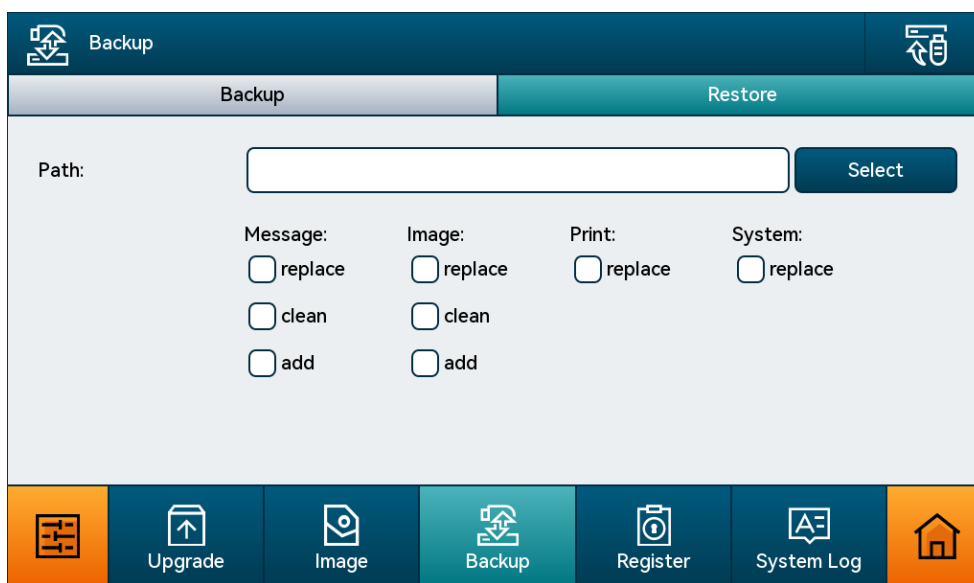 Backup
Backup Restore
Path: Select
Message: Image: Print: System:
replace replace replace replace
clean clean
add add
Upgrade Image Backup Register System Log